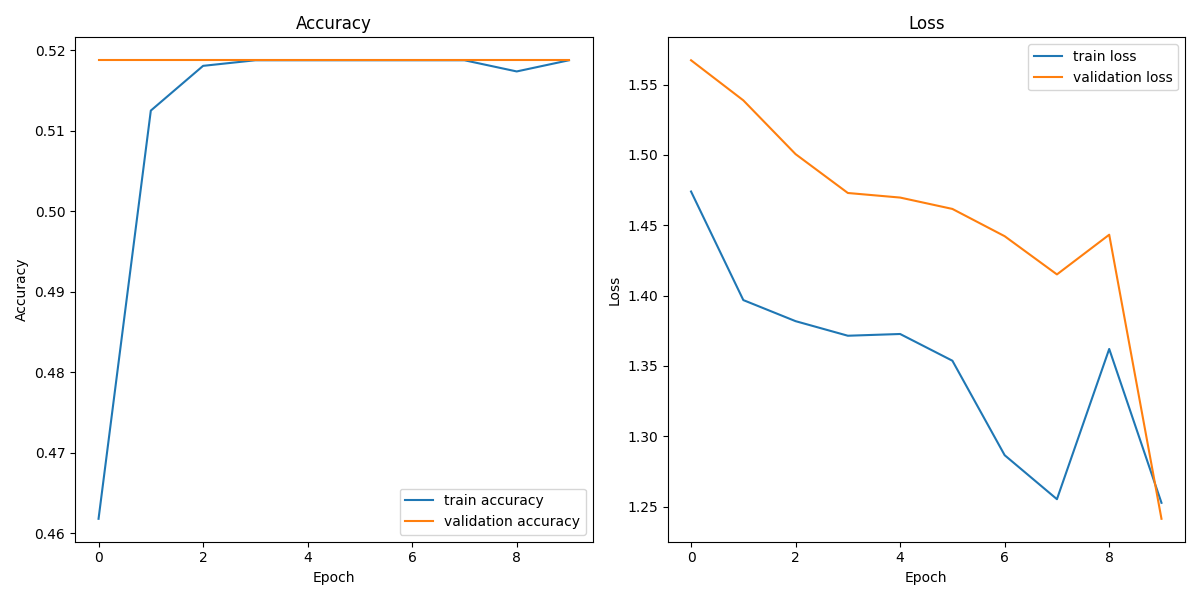 Accuracy
0.52
0.51
0.50
0.49
0.48
0.47
0.46
Accuracy
0 2 4 6 8
Epoch
train accuracy
validation accuracy
Loss
1.55
1.50
1.45
1.40
1.35
1.30
1.25
Loss
0 2 4 6 8
Epoch
train loss
validation loss